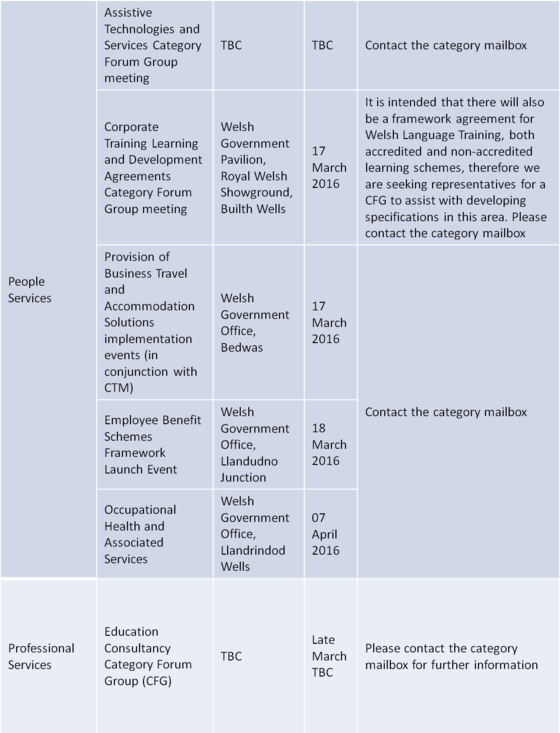 Assistive
Technologies and
Services Category
Forum Group
meeting
TBC
TBC
Contact the category mailbox
People
Services
Corporate
Training Learning
and Development
Agreements
Category Forum
Group meeting
Welsh
Government
Pavilion,
Royal Welsh
Showground,
Builth Wells
17
March
2016
It is intended that there will also
be a framework agreement for
Welsh Language Training, both
accredited and non-accredited
learning schemes, therefore we
are seeking representatives for a
CFG to assist with developing
specifications in this area. Please
contact the category mailbox
Provision of
Business Travel
and
Accommodation
Solutions
implementation
events (in
conjunction with
CTM)
Welsh
Government
Office,
Bedwas
17
March
2016
Contact the category mailbox
Employee Benefit
Schemes
Framework
Launch Event
Welsh
Government
Office,
Llandudno
Junction
18
March
2016
Occupational
Health and
Associated
Services
Welsh
Government
Office,
Llandrindod
Wells
07
April
2016
Professional
Services
Education
Consultancy
Category Forum
Group (CFG)
TBC
Late
March
TBC
Please contact the category
mailbox for further information